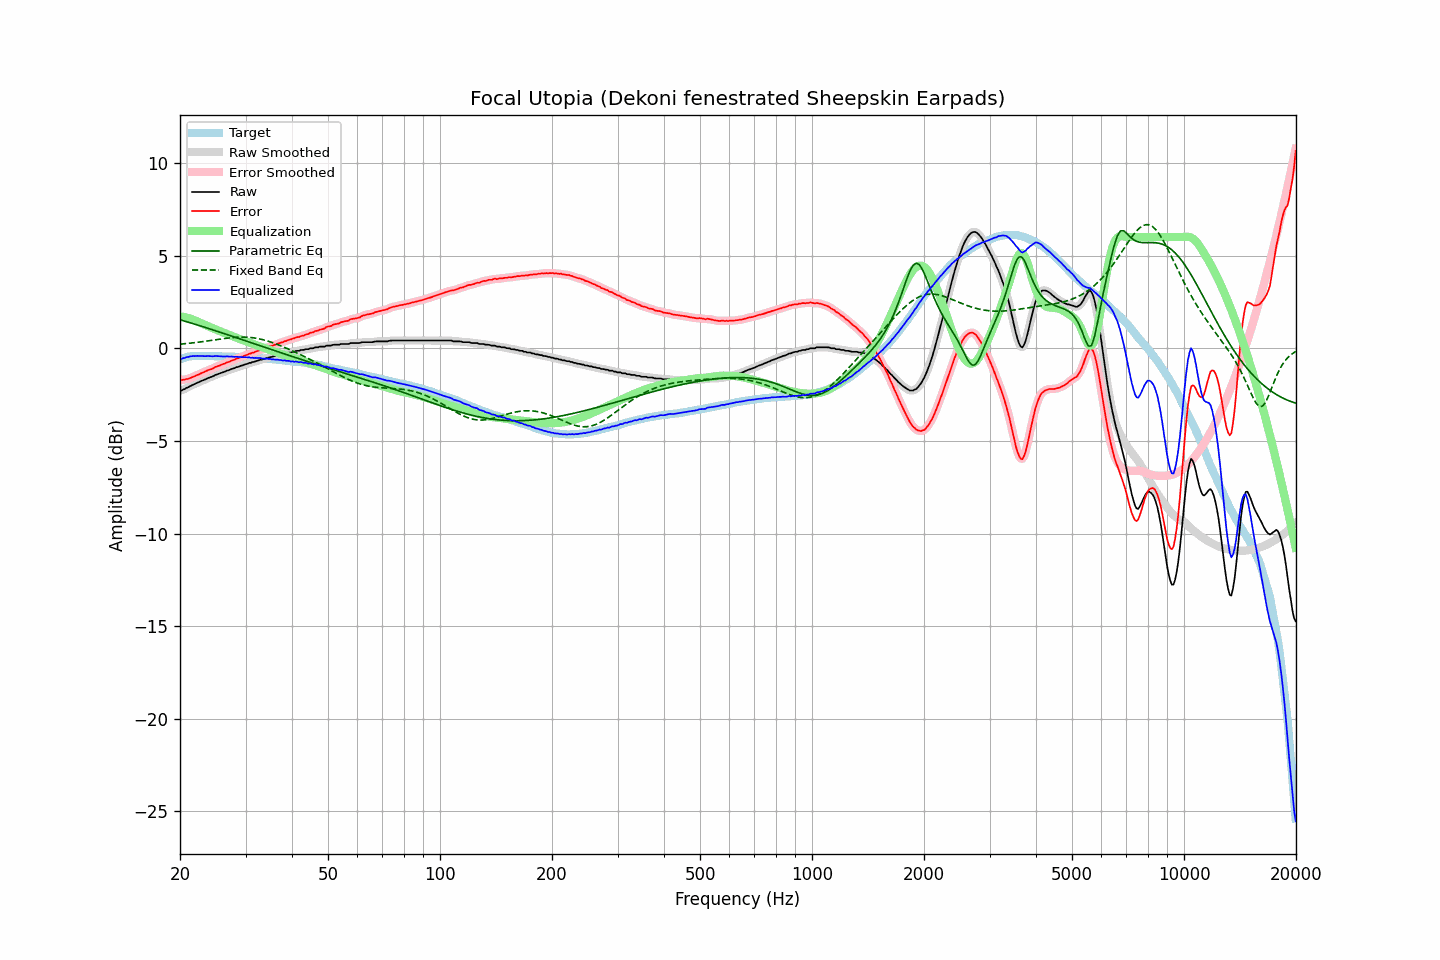 Focal Utopia (Dekoni fenestrated Sheepskin Earpads)
Target
Raw Smoothed
Error Smoothed
Raw
Error
Equalization
Parametric Eq
Fixed Band Eq
Equalized
Amplitude (dBr)
10
5
0
−5
−10
−15
−20
−25
20 50 100 200 500 1000 2000 5000 10000 20000
Frequency (Hz)